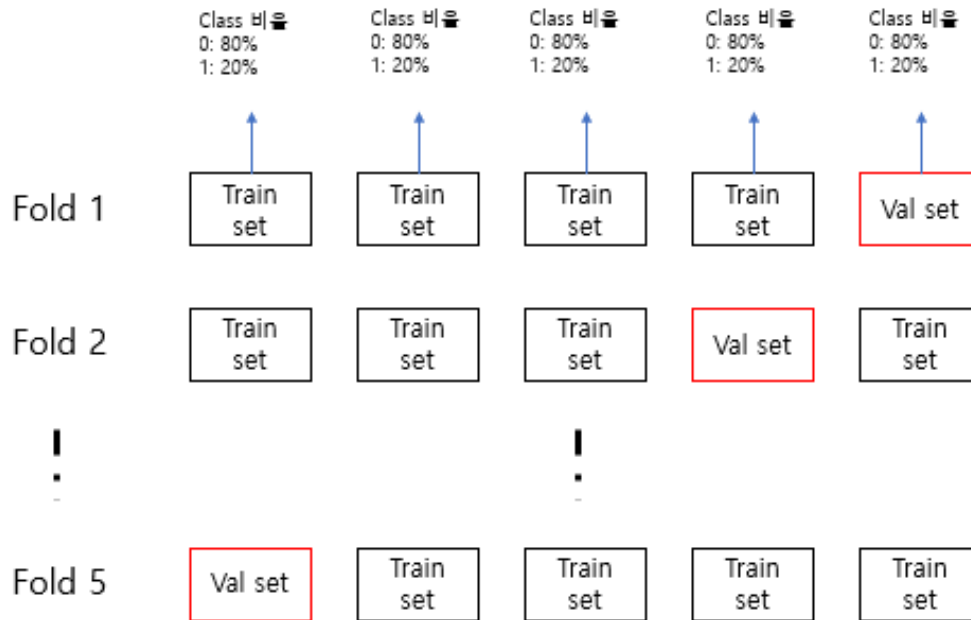 Class 비율
0: 80%
1: 20%
Class 비율
0: 80%
1: 20%
Class 비율
0: 80%
1: 20%
Class 비율
0: 80%
1: 20%
Class 비율
0: 80%
1: 20%
Fold 1
Train
set
Train
set
Train
set
Train
set
Val set
Fold 2
Train
set
Train
set
Train
set
Val set
Train
set
Fold 5
Val set
Train
set
Train
set
Train
set
Train
set